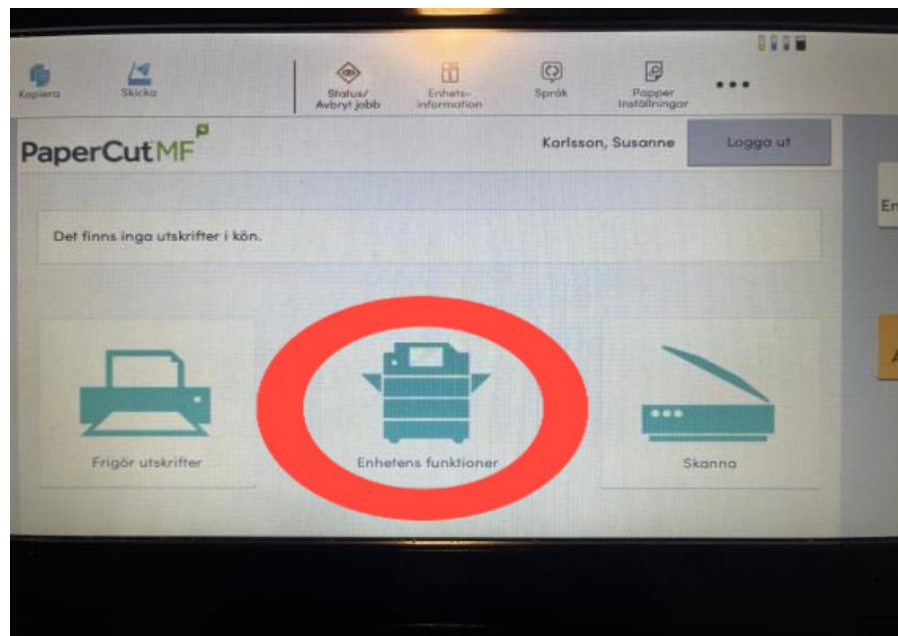 Kopiera
Skicka
Status/
Avbryt jobb
Enhets-
information
Språk
Papper
Inställningar
PaperCutMF
P
Karlsson, Susanne
Logga ut
En
Det finns inga utskrifter i kön.
A
Frigör utskrifter
Enhetens funktioner
Skanna